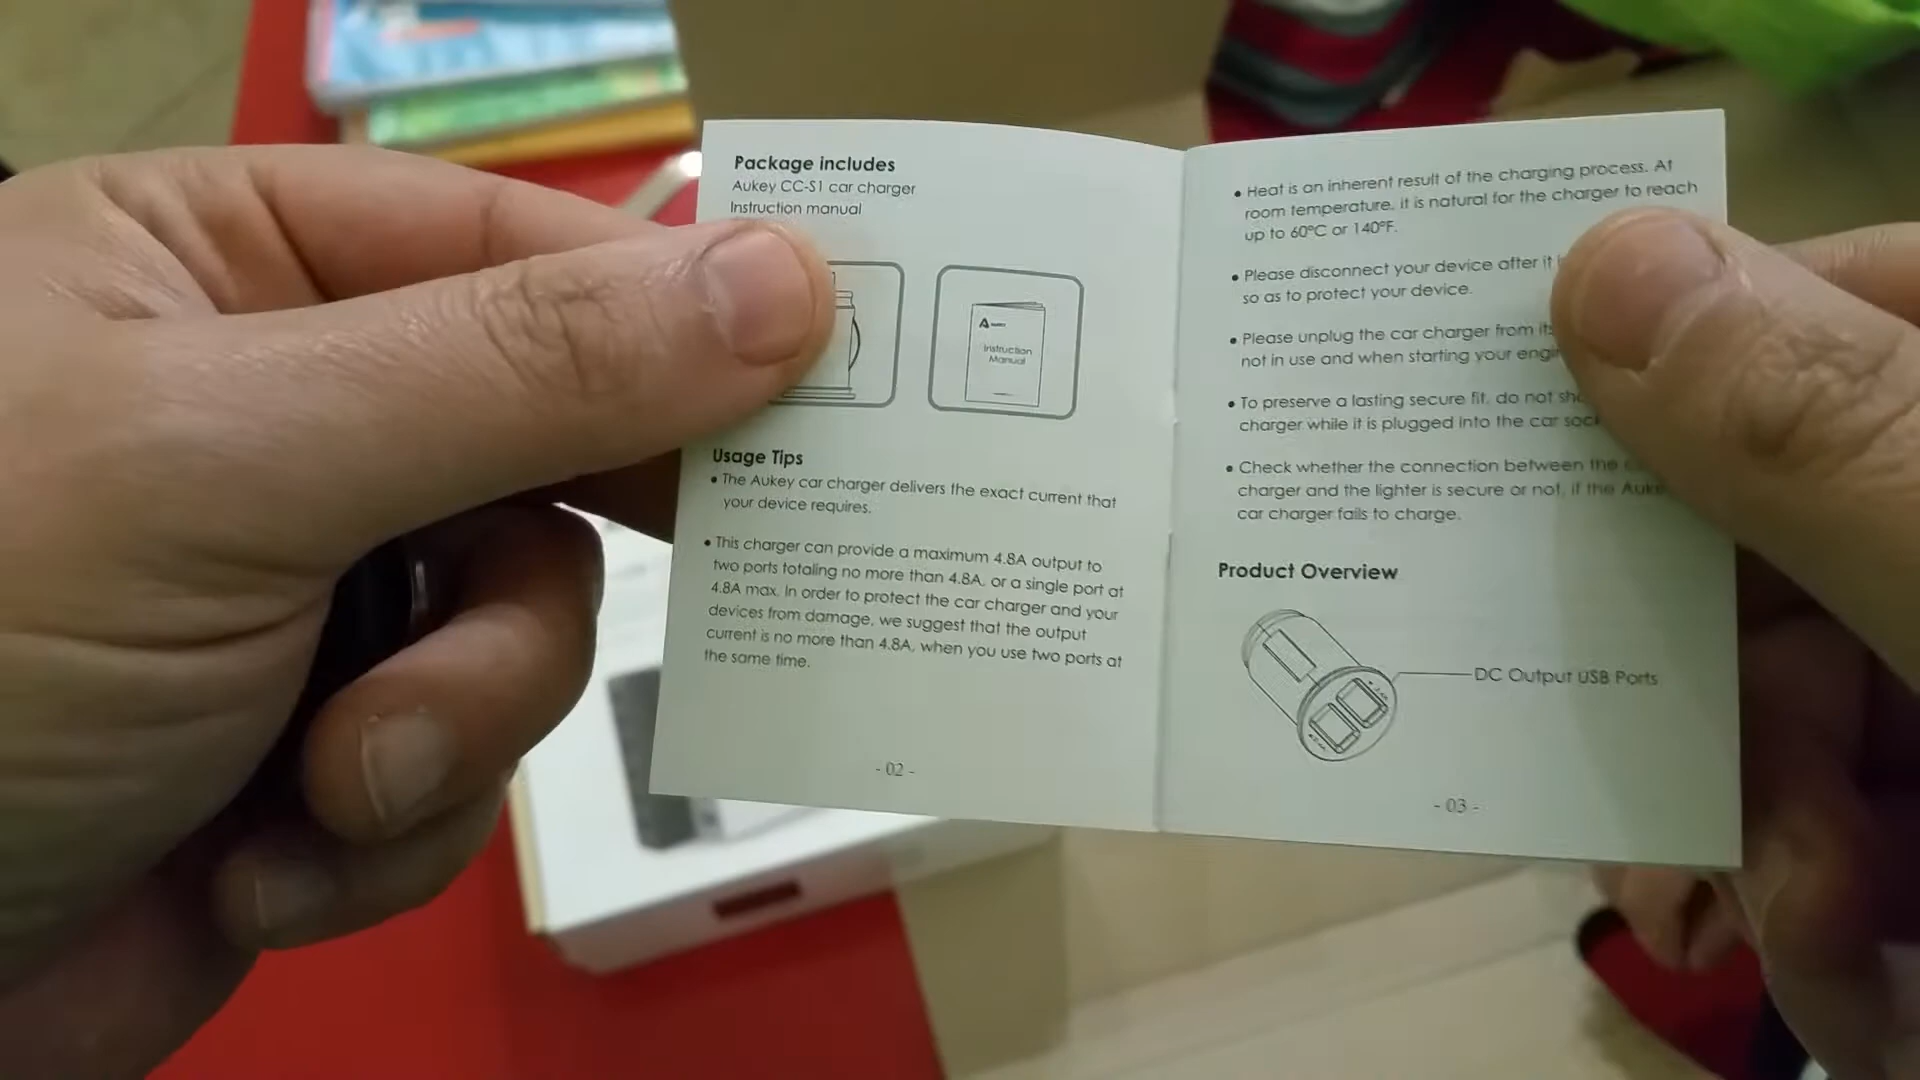 Package includes
Aukey CC-S1 car charger
Instruction manual
Instruction
Manual
Usage Tips
• The Aukey car charger delivers the exact current that
your device requires.
• This charger can provide a maximum 4.8A output to
two ports totaling no more than 4.8A, or a single port at
4.8A max. In order to protect the car charger and your
devices from damage, we suggest that the output
current is no more than 4.8A, when you use two ports at
the same time.
- 02 -
• Heat is an inherent result of the charging process. At
room temperature, it is natural for the charger to reach
up to 60°C or 140°F.
• Please disconnect your device after it
so as to protect your device.
• Please unplug the car charger from
not in use and when starting your
• To preserve a lasting secure fit, do not
charger while it is plugged into the car
• Check whether the connection between the
charger and the lighter is secure or not, if the
car charger fails to charge.
Product Overview
DC Output USB Ports
- 03 -